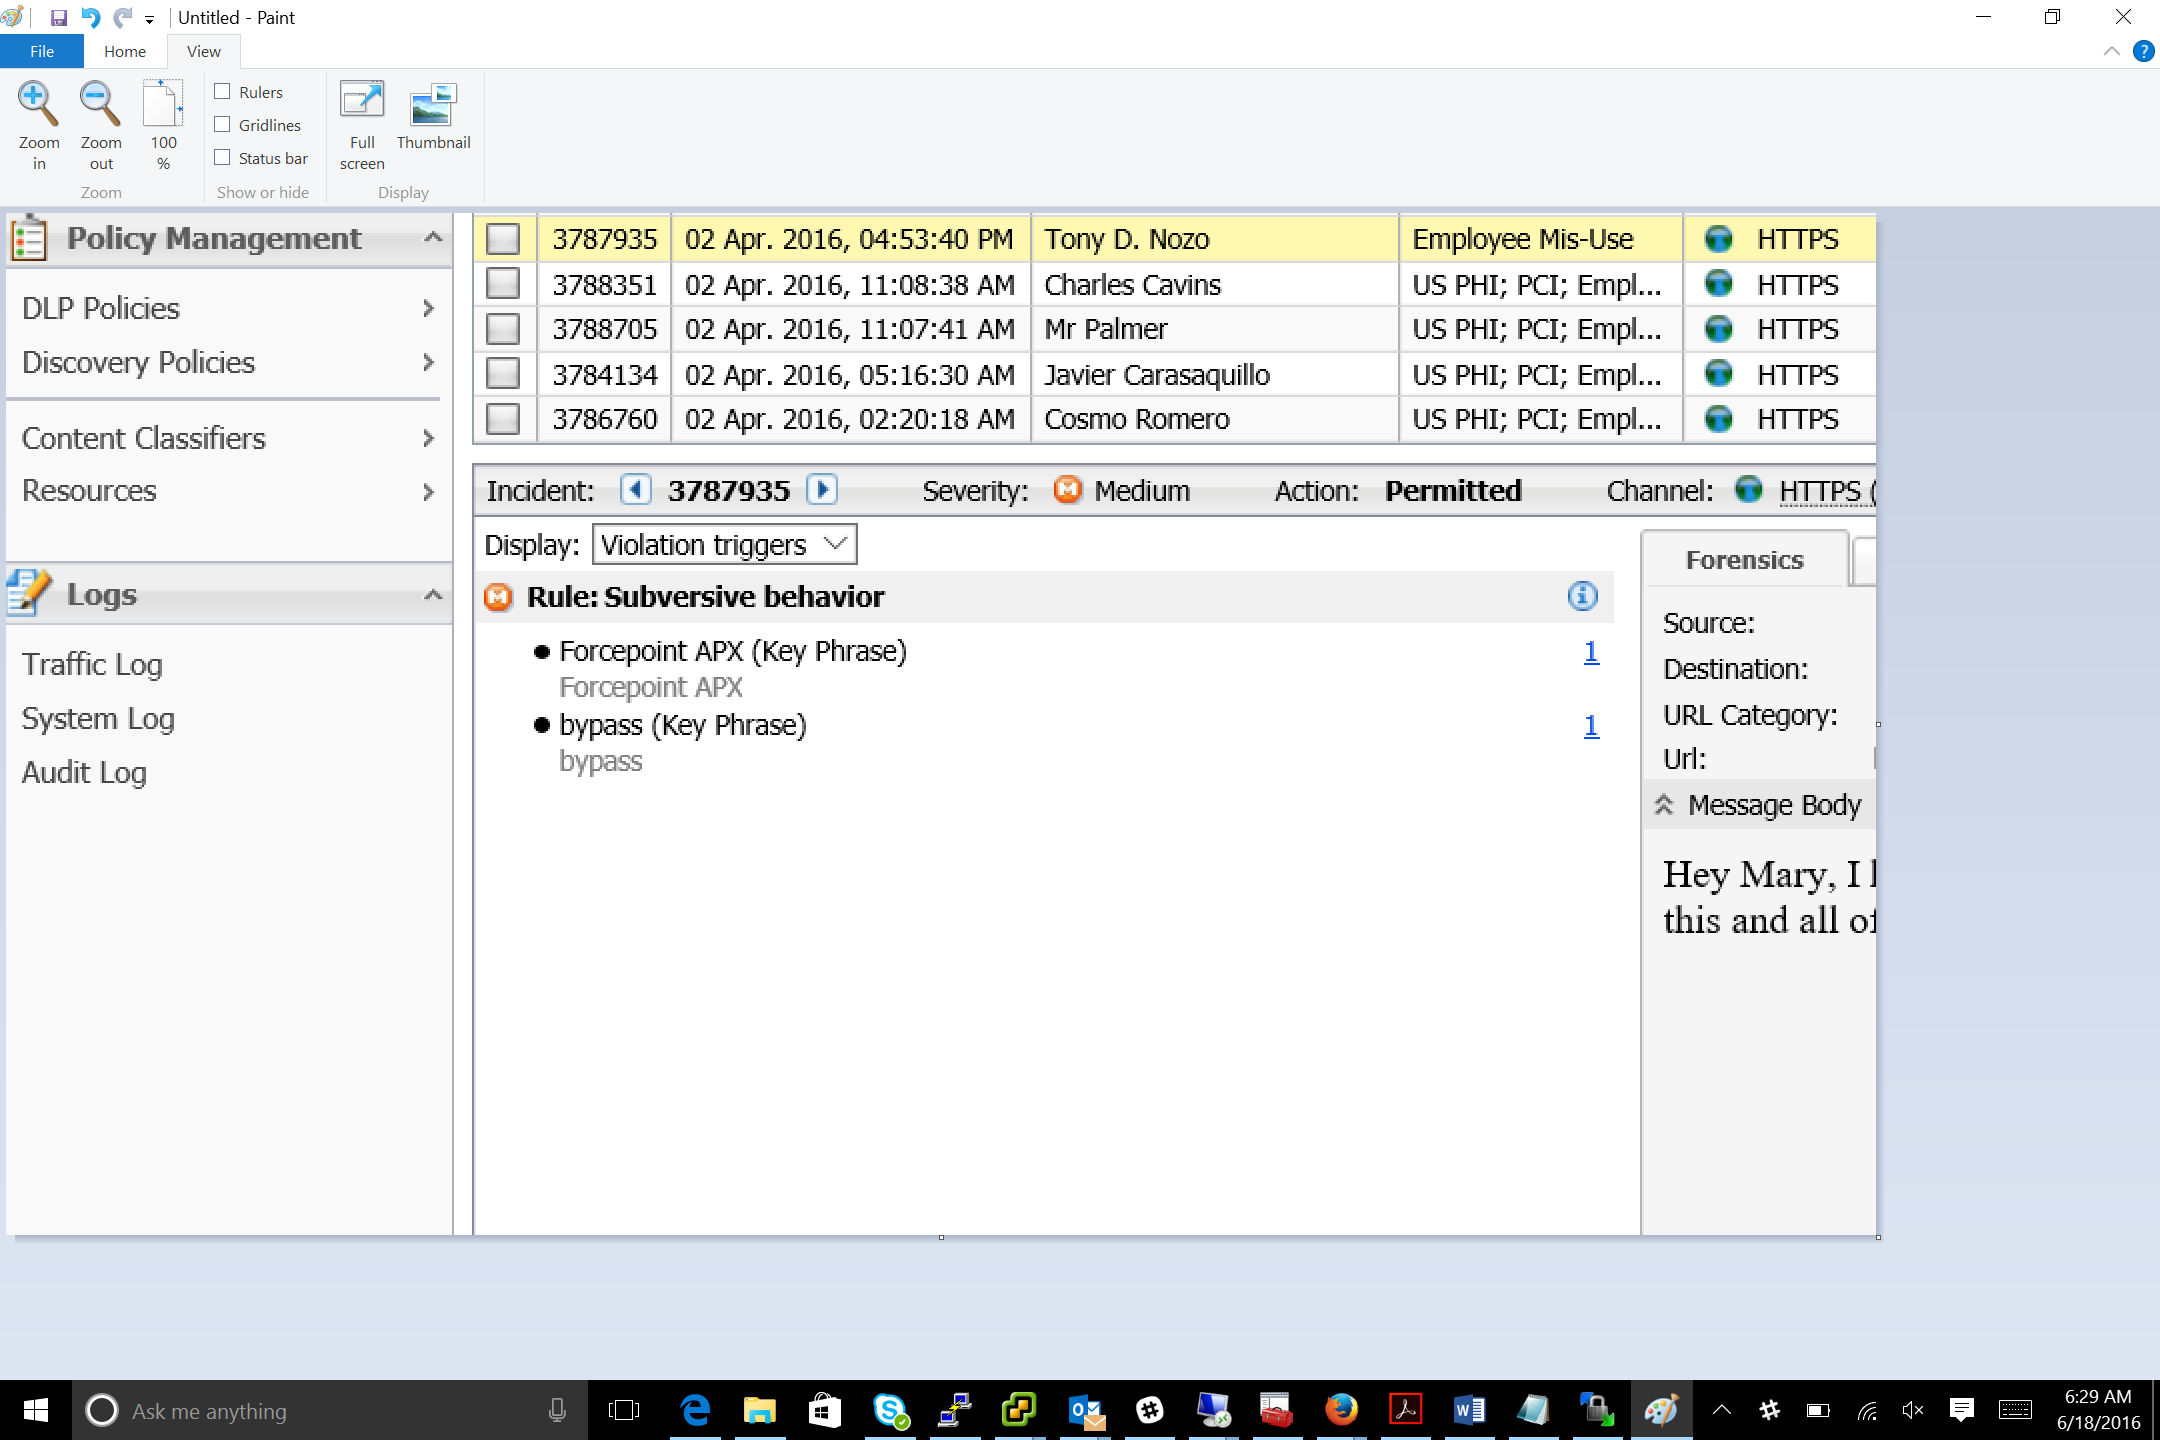 Untitled - Paint
File Home View
Zoom in
Zoom out
100 %
Rulers
Gridlines
Status bar
Full screen
Thumbnail
Zoom
Show or hide
Display
Policy Management
DLP Policies
Discovery Policies
Content Classifiers
Resources
Logs
Traffic Log
System Log
Audit Log
3787935 02 Apr. 2016, 04:53:40 PM Tony D. Nozo Employee Mis-Use HTTPS
3788351 02 Apr. 2016, 11:08:38 AM Charles Cavins US PHI; PCI; Empl... HTTPS
3788705 02 Apr. 2016, 11:07:41 AM Mr Palmer US PHI; PCI; Empl... HTTPS
3784134 02 Apr. 2016, 05:16:30 AM Javier Carasaquillo US PHI; PCI; Empl... HTTPS
3786760 02 Apr. 2016, 02:20:18 AM Cosmo Romero US PHI; PCI; Empl... HTTPS
Incident: 3787935 Severity: Medium Action: Permitted Channel: HTTPS (
Display: Violation triggers
Rule: Subversive behavior
Forcepoint APX (Key Phrase) 1
Forcepoint APX
bypass (Key Phrase) 1
bypass
Forensics
Source:
Destination:
URL Category:
Url:
Message Body
Hey Mary, I
this and all of
Ask me anything
6:29 AM
6/18/2016